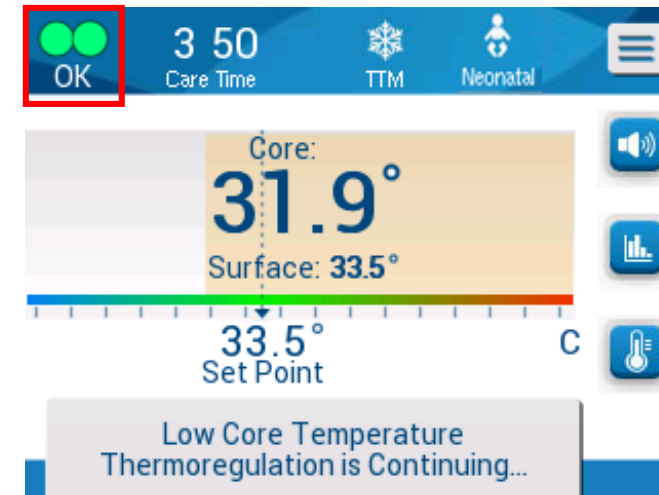 OK
3 50
Care Time
TTM
Neonatal
Core:
31.9°
Surface: 33.5°
33.5°
Set Point
C
Low Core Temperature
Thermoregulation is Continuing...